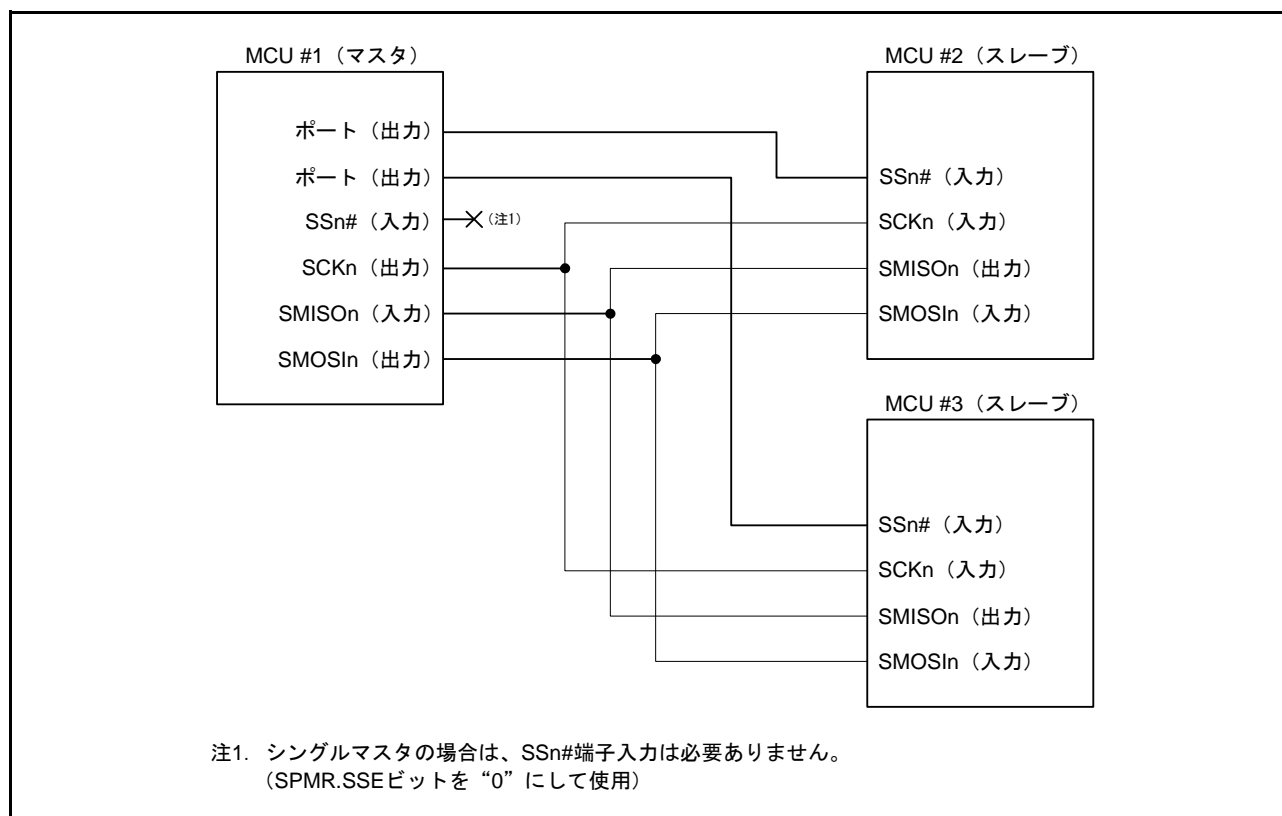 MCU #1（マスタ）
ポート（出力）
ポート（出力）
SSn#（入力）
（注1）
SCKn（出力）
SMISOn（入力）
SMOSIn（出力）
MCU #2（スレーブ）
SSn#（入力）
SCKn（入力）
SMISOn（出力）
SMOSIn（入力）
MCU #3（スレーブ）
SSn#（入力）
SCKn（入力）
SMISOn（出力）
SMOSIn（入力）
注1. シングルマスタの場合は、SSn#端子入力は必要ありません。
（SPMR.SSEビットを“0”にして使用）